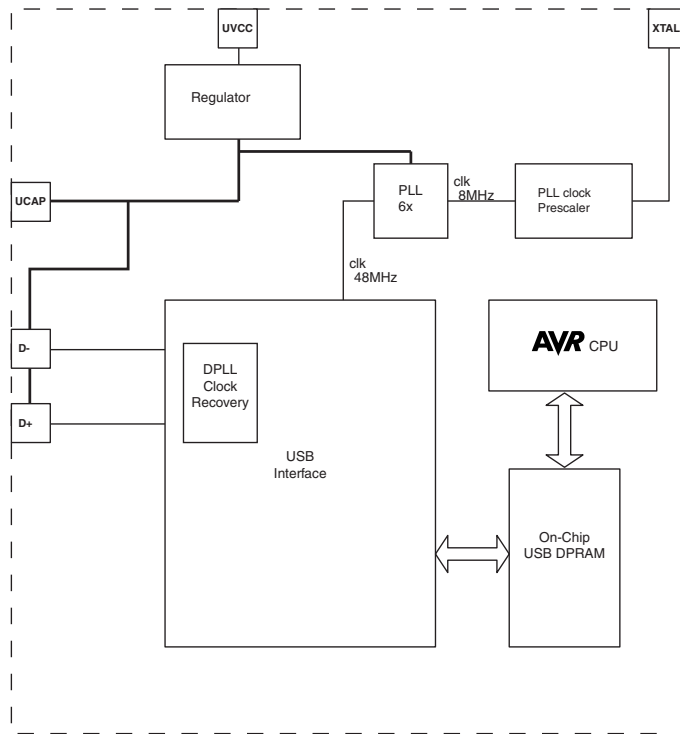 UVCC
XTAL
Regulator
UCAP
PLL
6x
clk
8MHz
PLL clock
Prescaler
clk
48MHz
D-
D+
DPLL
Clock
Recovery
USB
Interface
AVR CPU
On-Chip
USB DPRAM